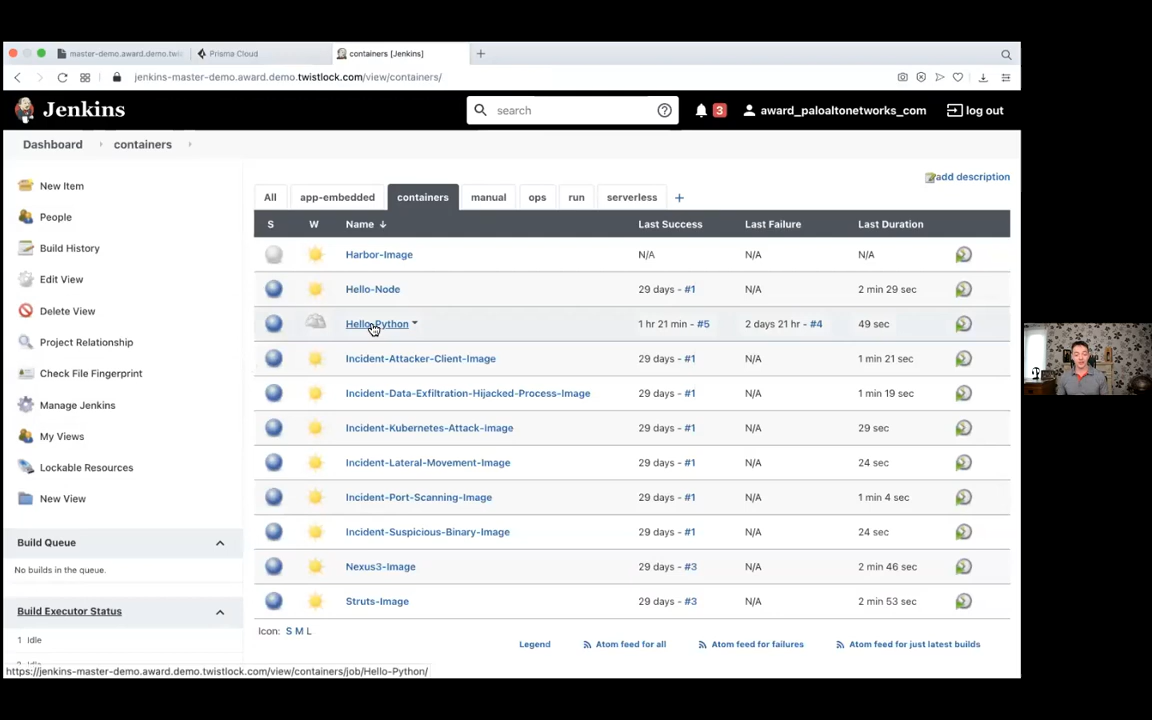 master-demo.award.demo.twis
Prisma Cloud
containers [Jenkins]
jenkins-master-demo.award.demo.twistlock.com/view/containers/
Jenkins
search
3
award_paloaltonetworks_com
log out
Dashboard
containers
New Item
People
Build History
Edit View
Delete View
Project Relationship
Check File Fingerprint
Manage Jenkins
My Views
Lockable Resources
New View
Build Queue
No builds in the queue.
Build Executor Status
1 Idle
add description
All app-embedded containers manual ops run serverless +
S W Name ↓ Last Success Last Failure Last Duration
Harbor-Image N/A N/A N/A
Hello-Node 29 days - #1 N/A 2 min 29 sec
Hello-Python 1 hr 21 min - #5 2 days 21 hr - #4 49 sec
Incident-Attacker-Client-Image 29 days - #1 N/A 1 min 21 sec
Incident-Data-Exfiltration-Hijacked-Process-Image 29 days - #1 N/A 1 min 19 sec
Incident-Kubernetes-Attack-image 29 days - #1 N/A 29 sec
Incident-Lateral-Movement-Image 29 days - #1 N/A 24 sec
Incident-Port-Scanning-Image 29 days - #1 N/A 1 min 4 sec
Incident-Suspicious-Binary-Image 29 days - #1 N/A 24 sec
Nexus3-Image 29 days - #3 N/A 2 min 46 sec
Struts-Image 29 days - #3 N/A 2 min 53 sec
Icon: S M L
Legend Atom feed for all Atom feed for failures Atom feed for just latest builds
https://jenkins-master-demo.award.demo.twistlock.com/view/containers/job/Hello-Python/